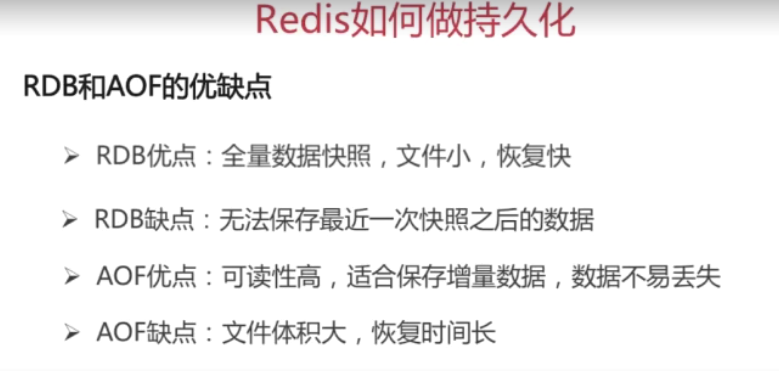 Redis如何做持久化
RDB和AOF的优缺点
➢ RDB优点：全量数据快照，文件小，恢复快
➢ RDB缺点：无法保存最近一次快照之后的数据
➢ AOF优点：可读性高，适合保存增量数据，数据不易丢失
➢ AOF缺点：文件体积大，恢复时间长